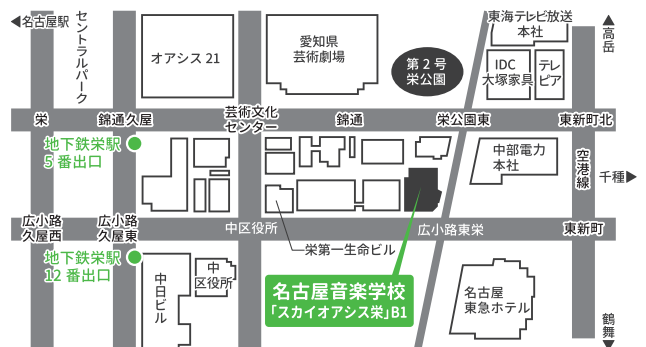 名古屋駅
セントラルパーク
オアシス21
愛知県
芸術劇場
第2号
栄公園
東海テレビ放送
本社
IDC
大塚家具
テレ
ピア
高岳
栄
錦通久屋
芸術文化
センター
錦通
栄公園東
東新町北
地下鉄栄駅
5番出口
中部電力
本社
空港線
千種
広小路
久屋西
広小路
久屋東
中区役所
広小路東栄
東新町
栄第一生命ビル
地下鉄栄駅
12番出口
中日ビル
中
区役所
名古屋音楽学校
「スカイオアシス栄」B1
名古屋
東急ホテル
鶴舞